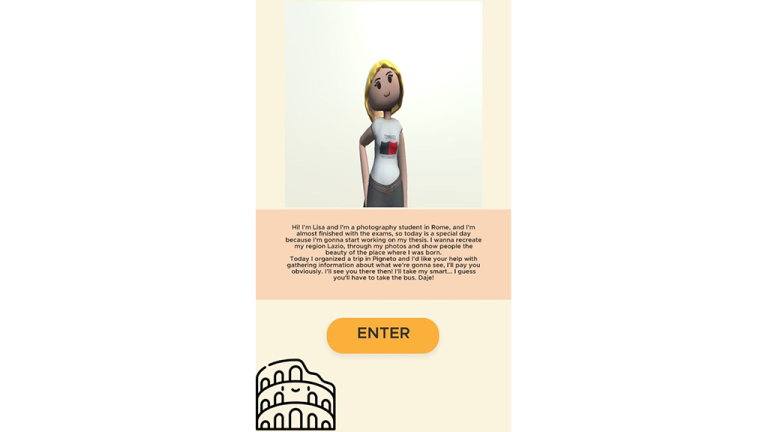 Hi! I'm Lisa and I'm a photography student in Rome, and I'm
almost finished with the exams, so today is a special day
because I'm gonna start working on my thesis. I wanna recreate
my region Lazio, through my photos and show people the
beauty of the place where I was born.
Today I organized a trip in Pigneto and I'd like your help with
gathering information about what we're gonna see, I'll pay you
obviously. I'll see you there then! I'll take my smart... I guess
you'll have to take the bus. Daje!
ENTER